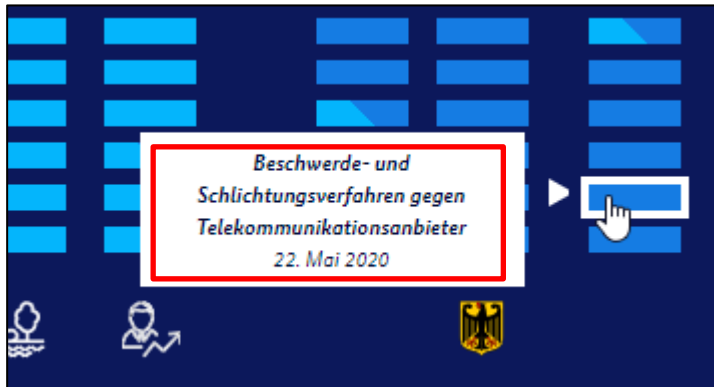 Beschwerde- und
Schlichtungsverfahren gegen
Telekommunikationsanbieter
22. Mai 2020